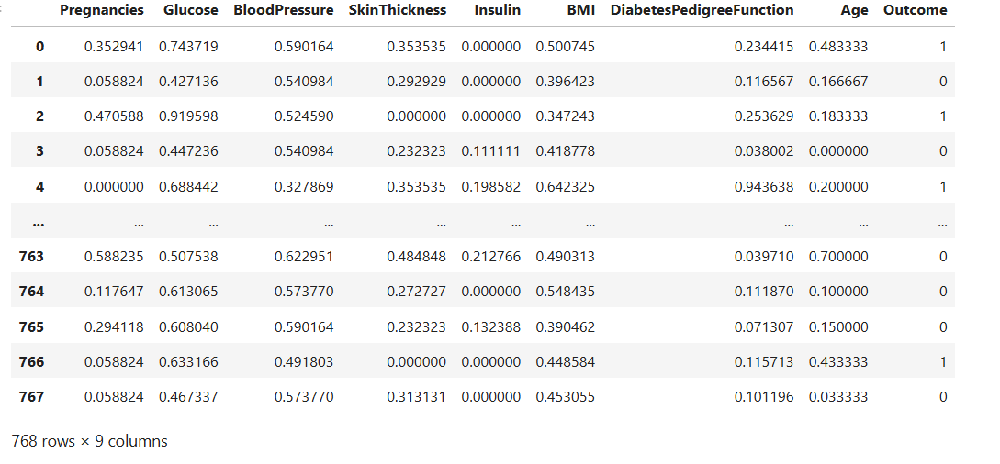 Pregnancies Glucose BloodPressure SkinThickness Insulin BMI DiabetesPedigreeFunction Age Outcome
0 0.352941 0.743719 0.590164 0.353535 0.000000 0.500745 0.234415 0.483333 1
1 0.058824 0.427136 0.540984 0.292929 0.000000 0.396423 0.116567 0.166667 0
2 0.470588 0.919598 0.524590 0.000000 0.000000 0.347243 0.253629 0.183333 1
3 0.058824 0.447236 0.540984 0.232323 0.111111 0.418778 0.038002 0.000000 0
4 0.000000 0.688442 0.327869 0.353535 0.198582 0.642325 0.943638 0.200000 1
... ... ... ... ... ... ... ... ... ...
763 0.588235 0.507538 0.622951 0.484848 0.212766 0.490313 0.039710 0.700000 0
764 0.117647 0.613065 0.573770 0.272727 0.000000 0.548435 0.111870 0.100000 0
765 0.294118 0.608040 0.590164 0.232323 0.132388 0.390462 0.071307 0.150000 0
766 0.058824 0.633166 0.491803 0.000000 0.000000 0.448584 0.115713 0.433333 1
767 0.058824 0.467337 0.573770 0.313131 0.000000 0.453055 0.101196 0.033333 0
768 rows × 9 columns